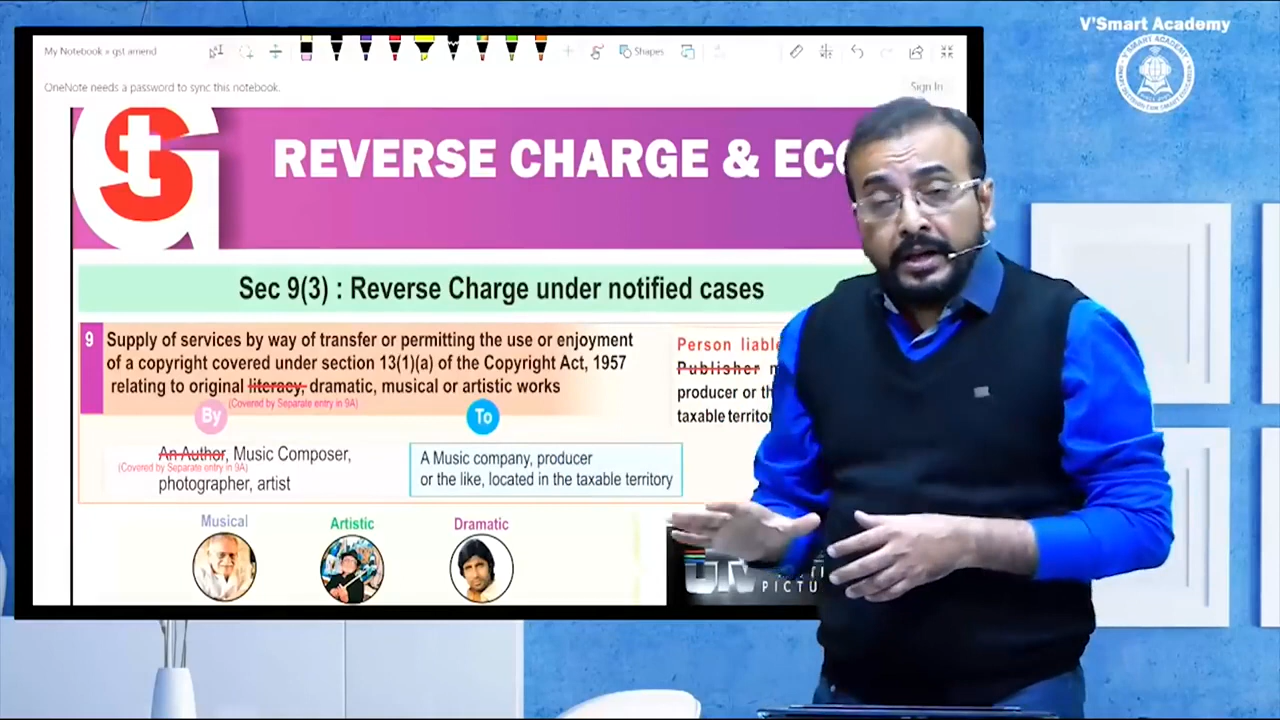 V'Smart Academy
My Notebook » gst amend
Shapes
OneNote needs a password to sync this notebook.
Sign In
GST
REVERSE CHARGE &
Sec 9(3) : Reverse Charge under notified cases
9 Supply of services by way of transfer or permitting the use or enjoyment
of a copyright covered under section 13(1)(a) of the Copyright Act, 1957
relating to original literacy, dramatic, musical or artistic works
(Covered by Separate entry in 9A)
Person liable
Publisher
producer or
taxable
By
To
An Author, Music Composer,
(Covered by Separate entry in 9A)
photographer, artist
A Music company, producer
or the like, located in the taxable territory
Musical
Artistic
Dramatic
UTV